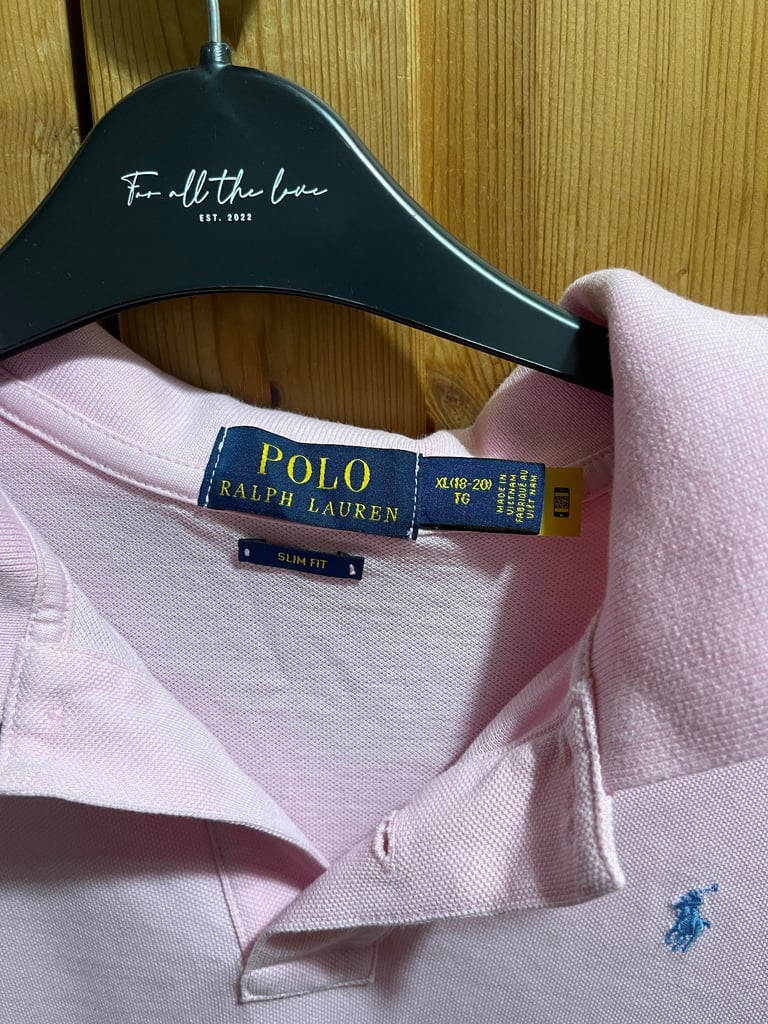 For all the love
EST. 2022
POLO
RALPH LAUREN
XL(18-20)
TG
MADE IN
VIETNAM
FABRIQUÉ AU
VIÊT NAM
SLIM FIT